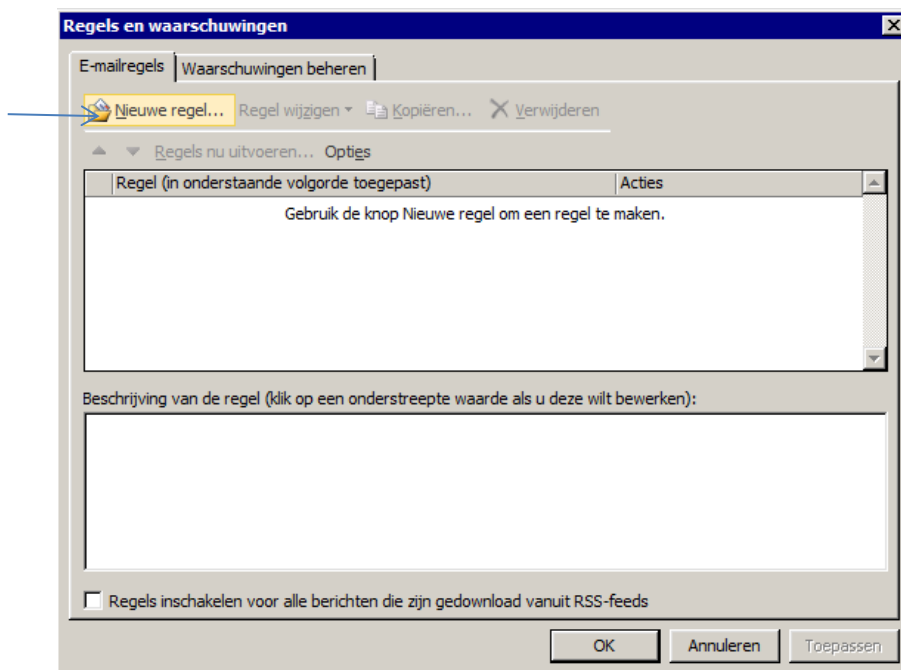 Regels en waarschuwingen
E-mailregels Waarschuwingen beheren
Nieuwe regel... Regel wijzigen Kopiëren... Verwijderen
Regels nu uitvoeren... Opties
Regel (in onderstaande volgorde toegepast) Acties
Gebruik de knop Nieuwe regel om een regel te maken.
Beschrijving van de regel (klik op een onderstreepte waarde als u deze wilt bewerken):
Regels inschakelen voor alle berichten die zijn gedownload vanuit RSS-feeds
OK Annuleren Toepassen